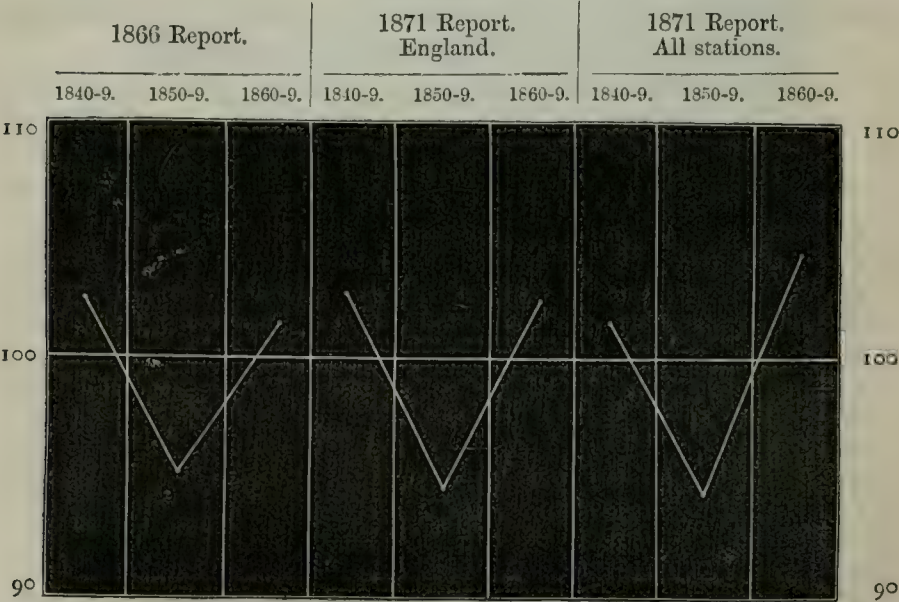 1866 Report.
1871 Report.
England.
1871 Report.
All stations.
1840-9. 1850-9. 1860-9. 1840-9. 1850-9. 1860-9. 1840-9. 1850-9. 1860-9.
110 110
100 100
90 90